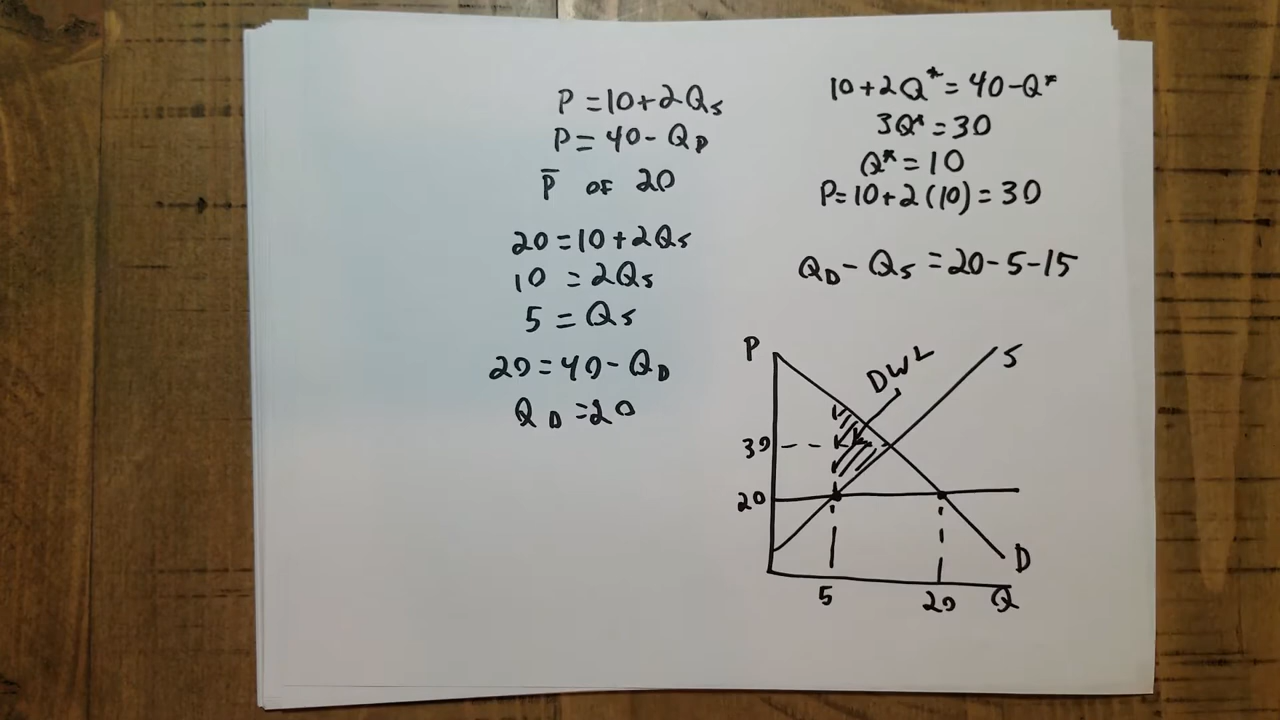 P = 10 + 2Qs
P = 40 - QD
P̄ of 20
20 = 10 + 2Qs
10 = 2Qs
5 = Qs
20 = 40 - QD
QD = 20
10 + 2Q* = 40 - Q*
3Q* = 30
Q* = 10
P = 10 + 2(10) = 30
QD - Qs = 20 - 5 - 15
P
DWL
S
30
20
D
5
20
Q